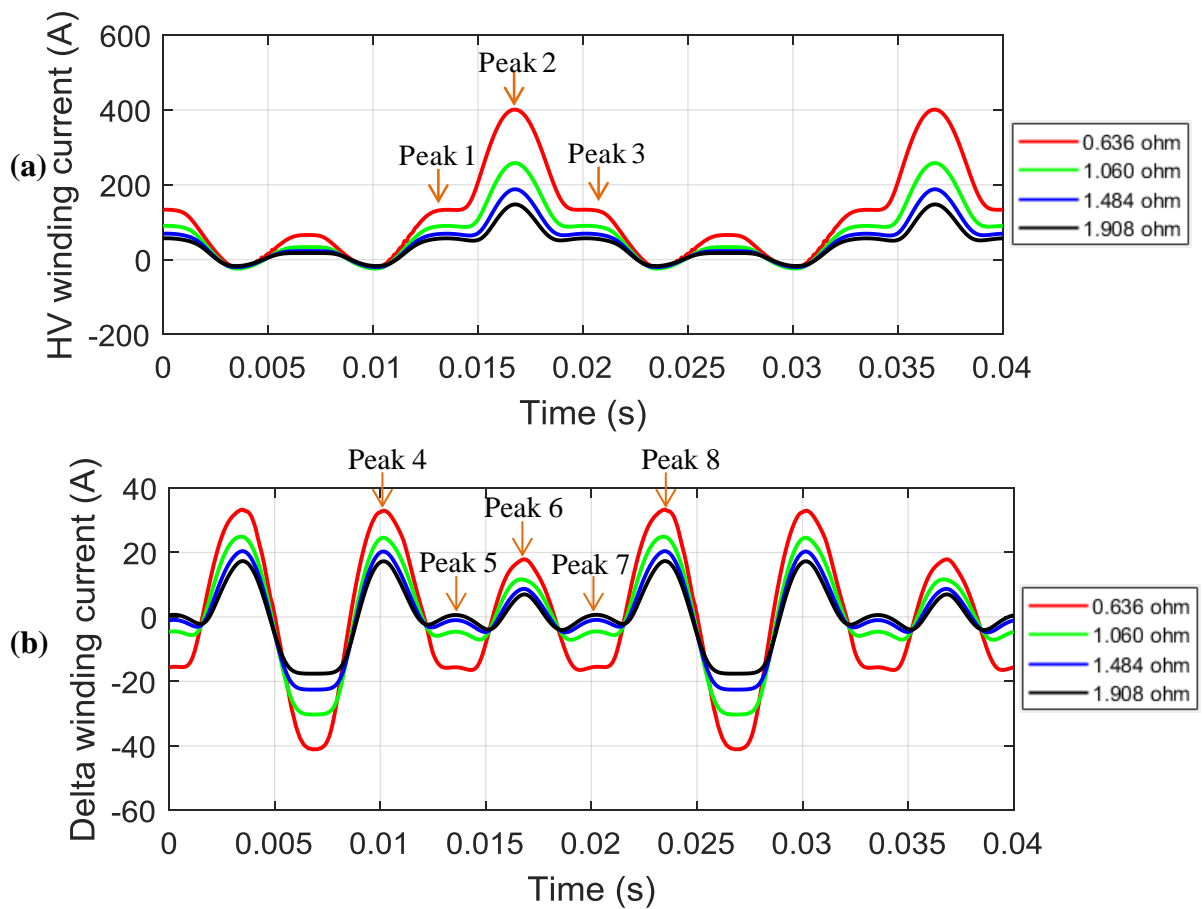 (a)
HV winding current (A)
600
400
200
0
-200
Peak 1
Peak 2
Peak 3
0
0.005
0.01
0.015
0.02
0.025
0.03
0.035
0.04
Time (s)
0.636 ohm
1.060 ohm
1.484 ohm
1.908 ohm
(b)
Delta winding current (A)
40
20
0
-20
-40
-60
Peak 4
Peak 5
Peak 6
Peak 7
Peak 8
0
0.005
0.01
0.015
0.02
0.025
0.03
0.035
0.04
Time (s)
0.636 ohm
1.060 ohm
1.484 ohm
1.908 ohm